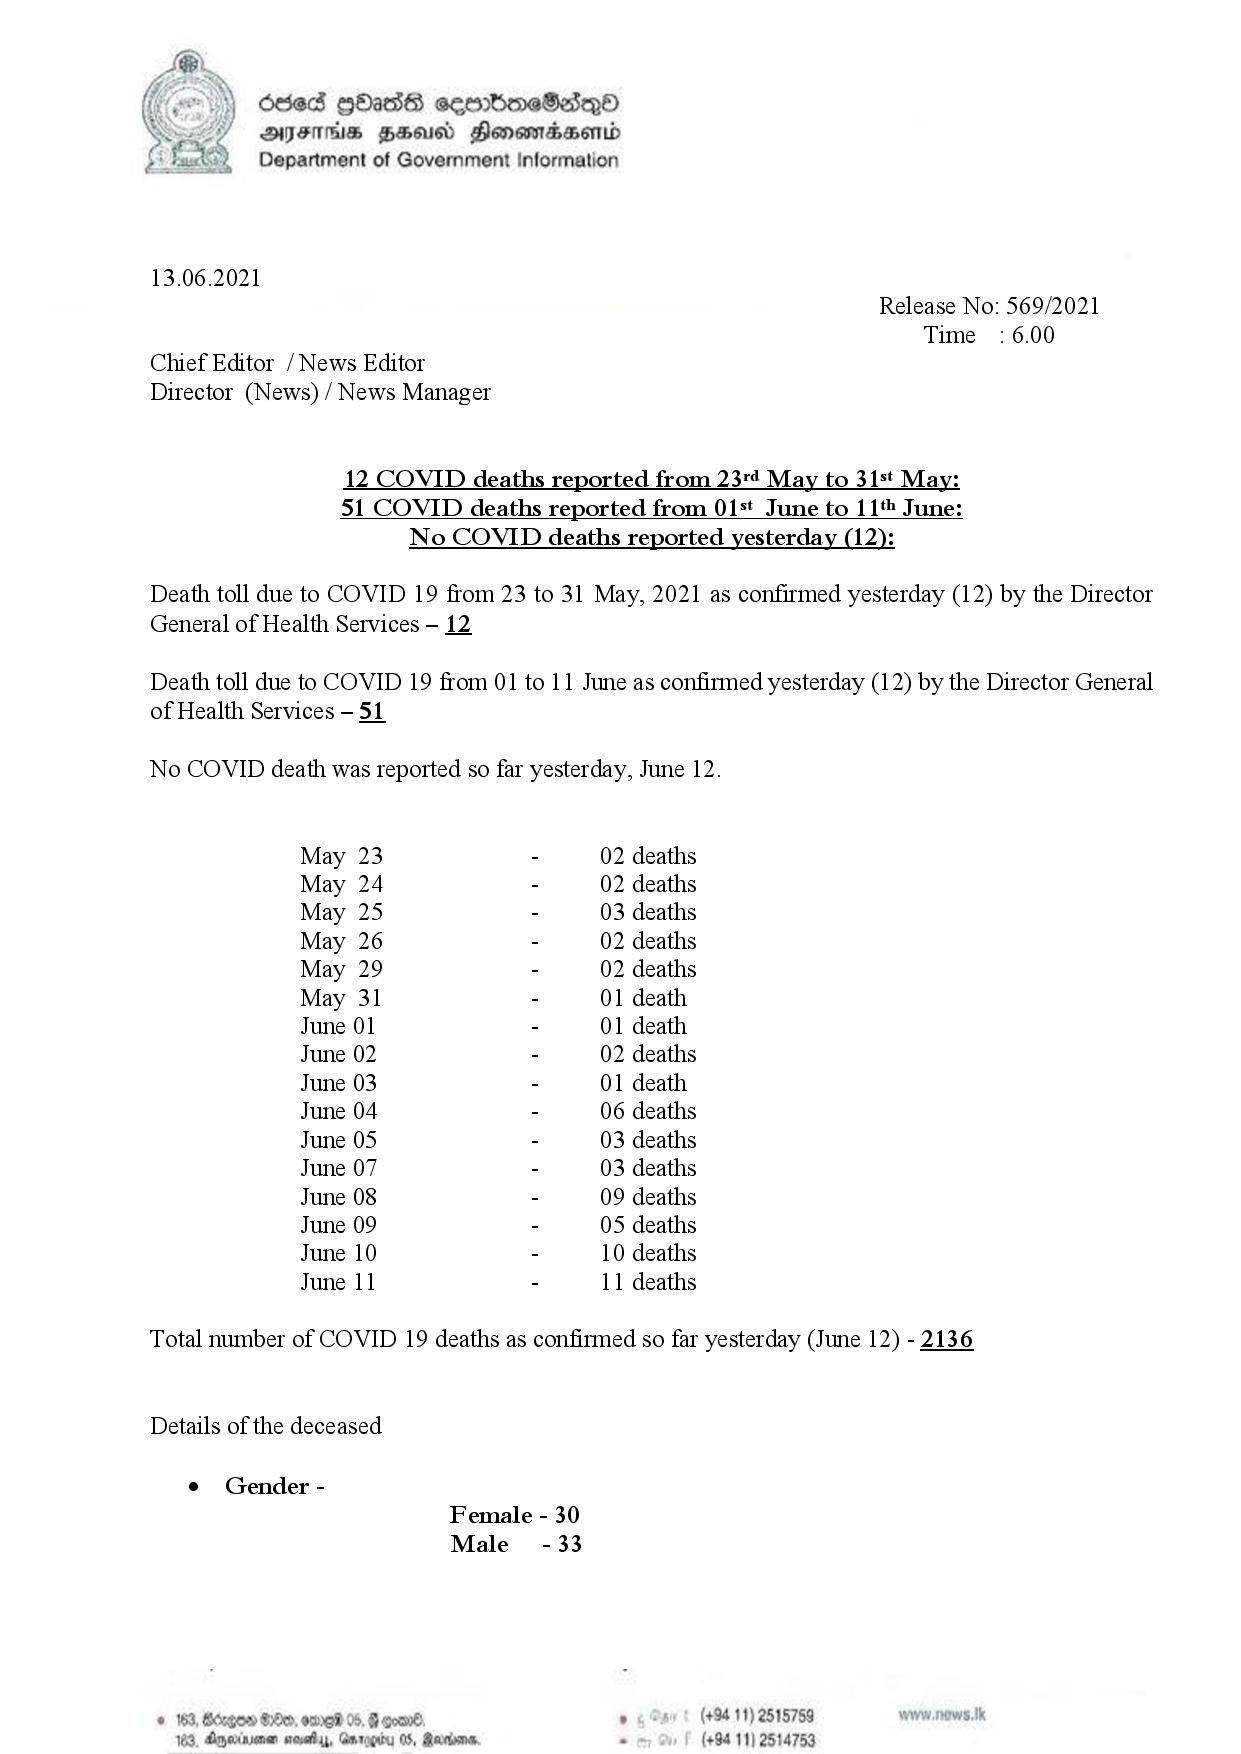 රජයේ ප්‍රවෘත්ති දෙපාර්තමේන්තුව
அரசாங்க தகவல் திணைக்களம்
Department of Government Information
13.06.2021
Release No: 569/2021
Time : 6.00
Chief Editor / News Editor
Director (News) / News Manager
12 COVID deaths reported from 23rd May to 31st May:
51 COVID deaths reported from 01st June to 11th June:
No COVID deaths reported yesterday (12):
Death toll due to COVID 19 from 23 to 31 May, 2021 as confirmed yesterday (12) by the Director
General of Health Services – 12
Death toll due to COVID 19 from 01 to 11 June as confirmed yesterday (12) by the Director General
of Health Services – 51
No COVID death was reported so far yesterday, June 12.
May 23 - 02 deaths
May 24 - 02 deaths
May 25 - 03 deaths
May 26 - 02 deaths
May 29 - 02 deaths
May 31 - 01 death
June 01 - 01 death
June 02 - 02 deaths
June 03 - 01 death
June 04 - 06 deaths
June 05 - 03 deaths
June 07 - 03 deaths
June 08 - 09 deaths
June 09 - 05 deaths
June 10 - 10 deaths
June 11 - 11 deaths
Total number of COVID 19 deaths as confirmed so far yesterday (June 12) - 2136
Details of the deceased
• Gender -
Female - 30
Male - 33
163, කිරුලපන මාවත, කොළඹ 05, ශ්‍රී ලංකාව.
163, கிருலப்பனை எவனியூ, கொழும்பு 05, இலங்கை.
(+94 11) 2515759
(+94 11) 2514753
www.news.lk